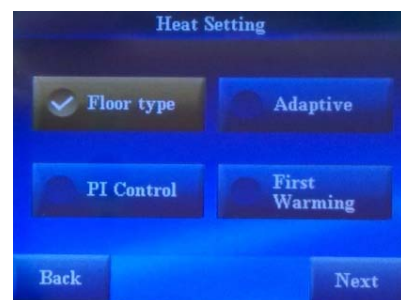 Heat Setting
Floor type
Adaptive
PI Control
First
Warming
Back
Next